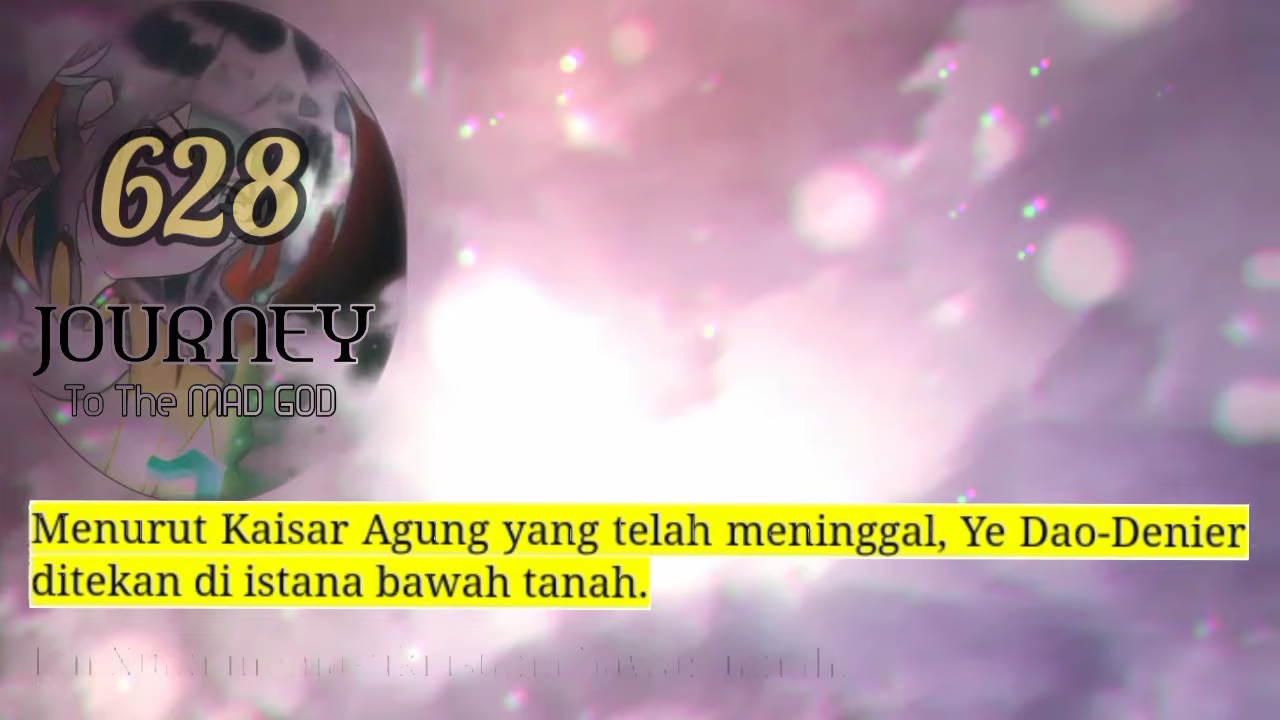 628
JOURNEY
To The MAD GOD
Menurut Kaisar Agung yang telah meninggal, Ye Dao-Denier
ditekan di istana bawah tanah.